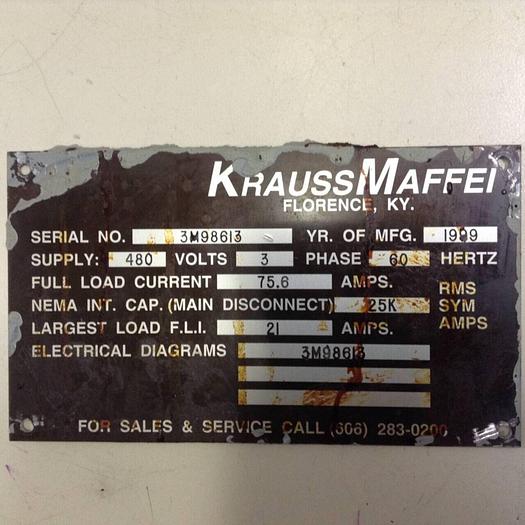 KRAUSSMAFFEI
FLORENCE, KY.
SERIAL NO. 3M98613 YR. OF MFG. 1999
SUPPLY: 480 VOLTS 3 PHASE 60 HERTZ
FULL LOAD CURRENT 75.6 AMPS.
NEMA INT. CAP. (MAIN DISCONNECT) 25K RMS SYM AMPS
LARGEST LOAD F.L.I. 21 AMPS.
ELECTRICAL DIAGRAMS 3M98613
FOR SALES & SERVICE CALL (606) 283-0200